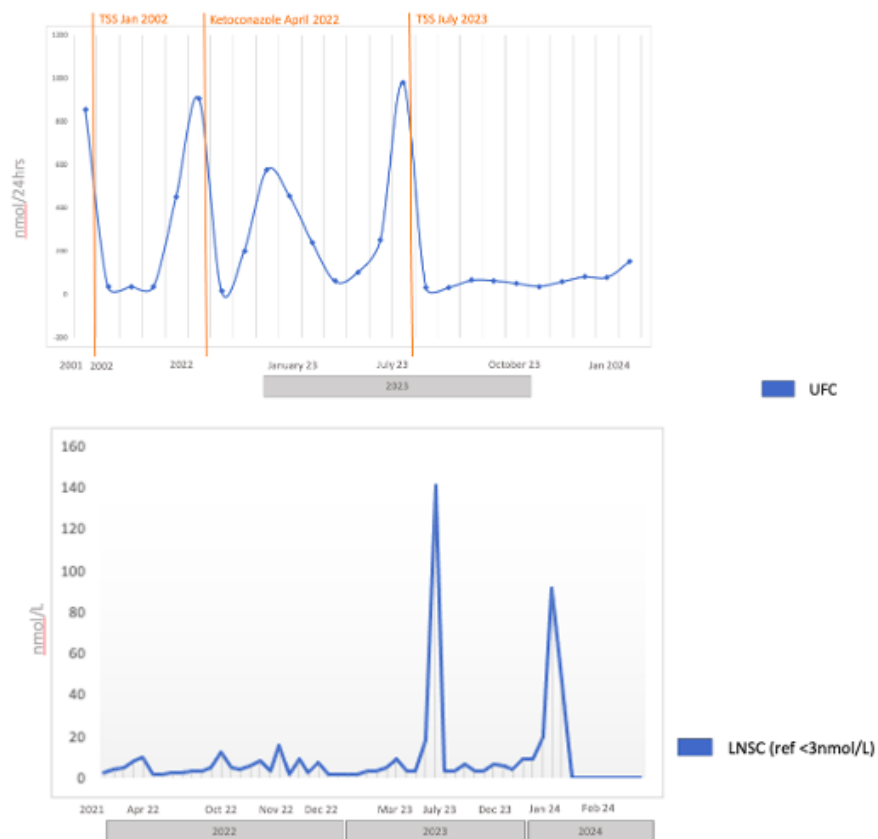 TSS Jan 2002
Ketoconazole April 2022
TSS July 2023
1200
1000
800
600
400
200
0
-200
nmol/24hrs
2001 2002 2022 January 23 July 23 October 23 Jan 2024
2023
UFC
160
140
120
100
80
60
40
20
0
nmol/L
2021 Apr 22 Oct 22 Nov 22 Dec 22 Mar 23 July 23 Dec 23 Jan 24 Feb 24
2022 2023 2024
LNSC (ref <3nmol/L)